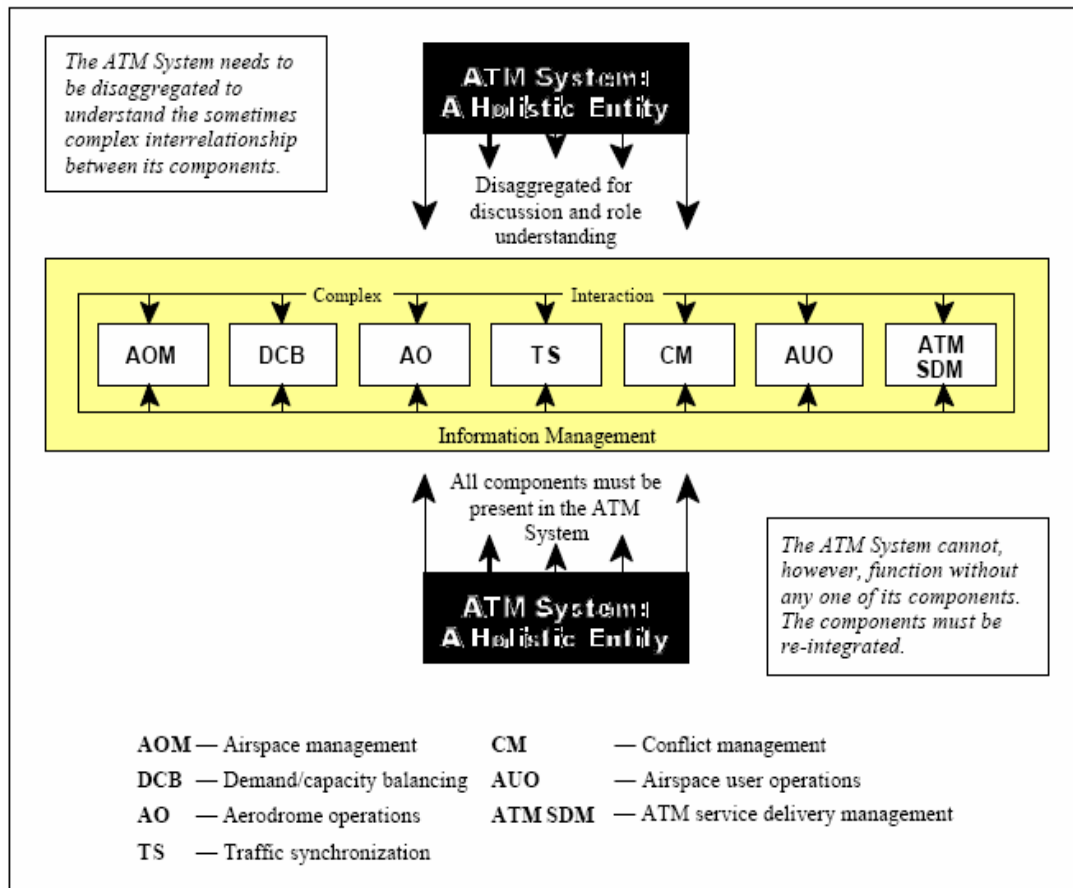 The ATM System needs to
be disaggregated to
understand the sometimes
complex interrelationship
between its components.
ATM System:
A Holistic Entity
Disaggregated for
discussion and role
understanding
Complex Interaction
AOM DCB AO TS CM AUO ATM
SDM
Information Management
All components must be
present in the ATM
System
ATM System:
A Holistic Entity
The ATM System cannot,
however, function without
any one of its components.
The components must be
re-integrated.
AOM — Airspace management
DCB — Demand/capacity balancing
AO — Aerodrome operations
TS — Traffic synchronization
CM — Conflict management
AUO — Airspace user operations
ATM SDM — ATM service delivery management